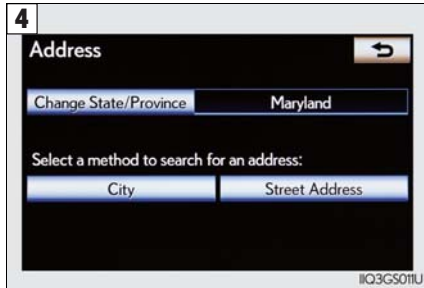 4
Address
Change State/Province Maryland
Select a method to search for an address:
City Street Address
IIQ3GS011U